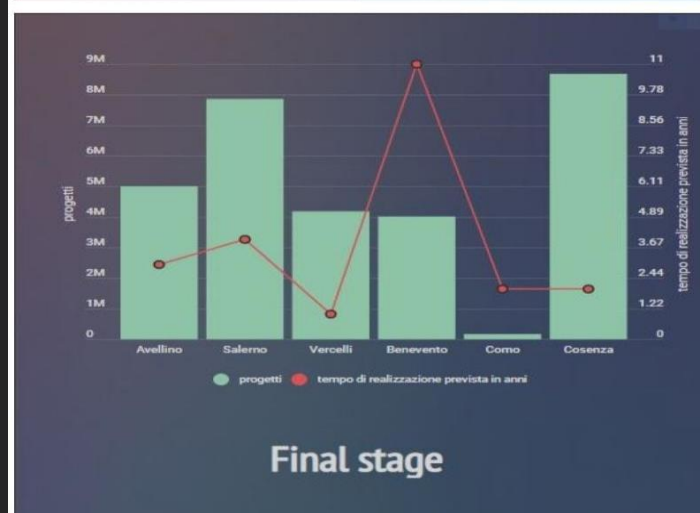 9M
8M
7M
6M
5M
4M
3M
2M
1M
0
progetti
11
9.78
8.56
7.33
6.11
4.89
3.67
2.44
1.22
0
tempo di realizzazione prevista in anni
Avellino Salerno Vercelli Benevento Como Cosenza
progetti tempo di realizzazione prevista in anni
Final stage